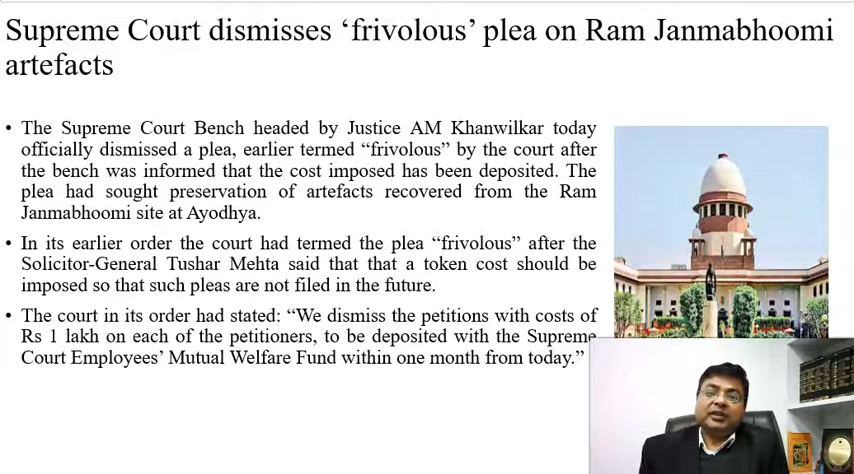 Supreme Court dismisses ‘frivolous’ plea on Ram Janmabhoomi
artefacts
• The Supreme Court Bench headed by Justice AM Khanwilkar today
officially dismissed a plea, earlier termed “frivolous” by the court after
the bench was informed that the cost imposed has been deposited. The
plea had sought preservation of artefacts recovered from the Ram
Janmabhoomi site at Ayodhya.
• In its earlier order the court had termed the plea “frivolous” after the
Solicitor-General Tushar Mehta said that that a token cost should be
imposed so that such pleas are not filed in the future.
• The court in its order had stated: “We dismiss the petitions with costs of
Rs 1 lakh on each of the petitioners, to be deposited with the Supreme
Court Employees’ Mutual Welfare Fund within one month from today.”